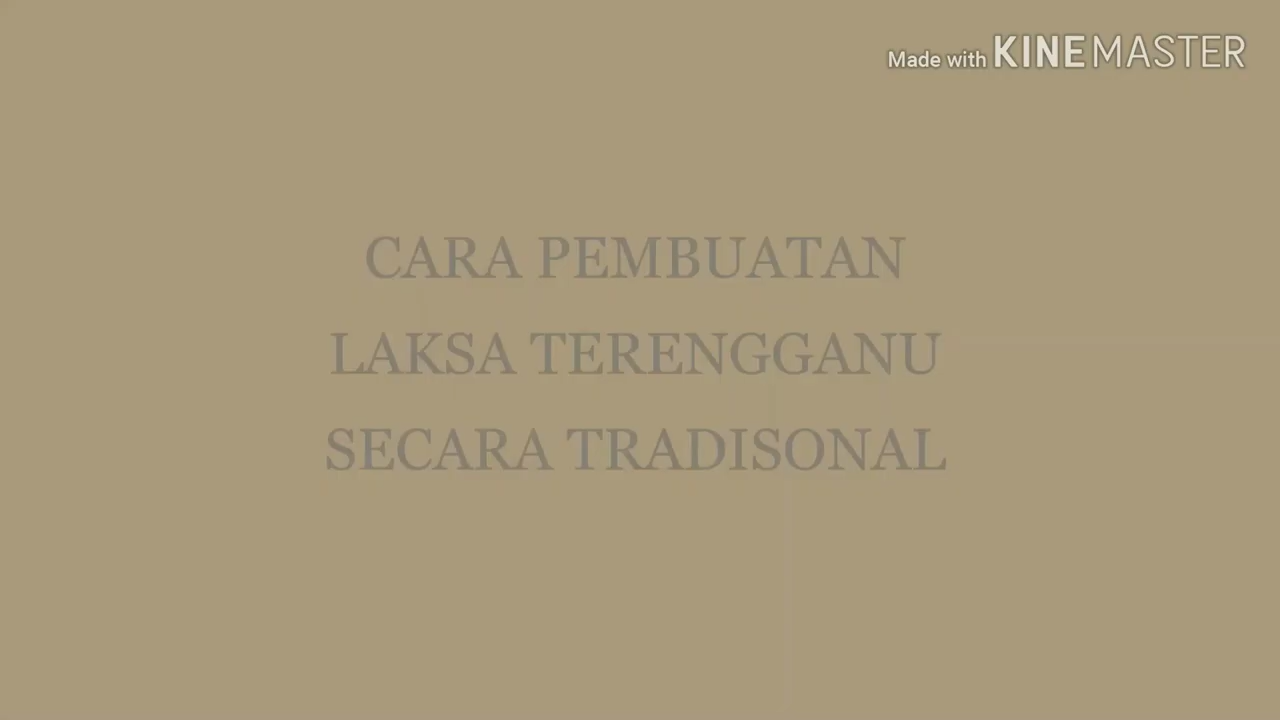 Made with KINEMASTER
CARA PEMBUATAN
LAKSA TERENGGANU
SECARA TRADISONAL